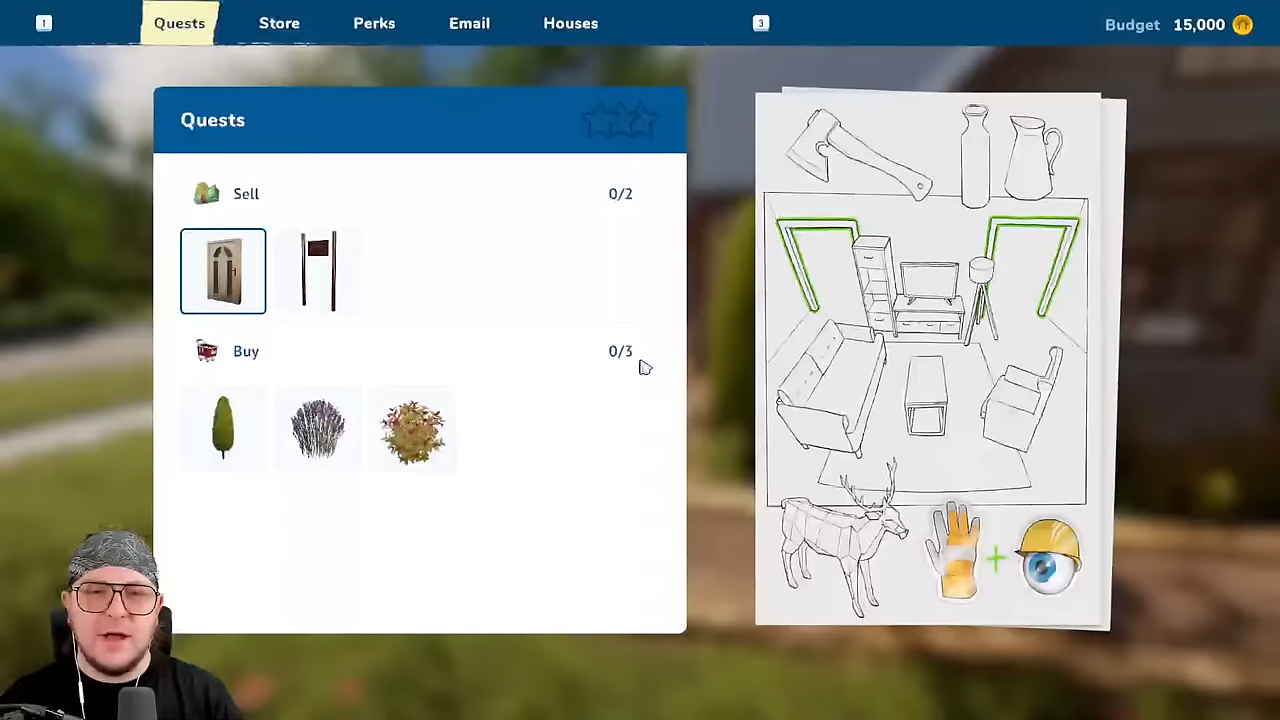 1 Quests Store Perks Email Houses 3 Budget 15,000
Quests
Sell 0/2
Buy 0/3